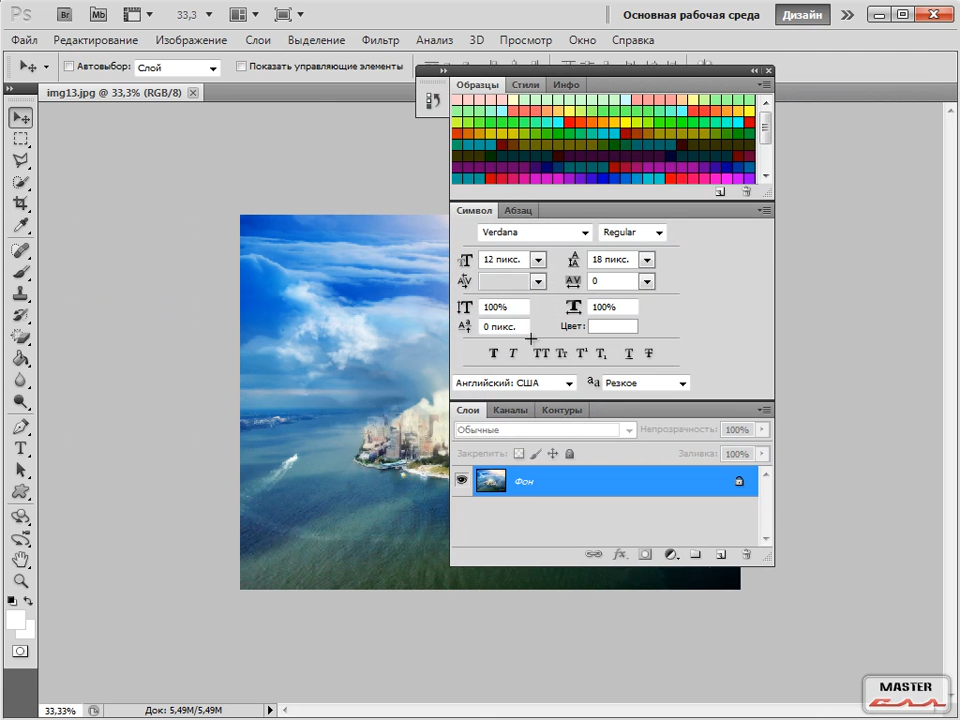 Ps Br Mb 33,3 Основная рабочая среда Дизайн
Файл Редактирование Изображение Слои Выделение Фильтр Анализ 3D Просмотр Окно Справка
Автовыбор: Слой Показать управляющие элементы
img13.jpg @ 33,3% (RGB/8)
Образцы Стили Инфо
Символ Абзац
Verdana Regular
12 пикс. 18 пикс.
0
100% 100%
0 пикс. Цвет:
T T TT Tт T¹ T₁ T T
Английский: США aа Резкое
Слои Каналы Контуры
Обычные Непрозрачность: 100%
Закрепить: Заливка: 100%
Фон
fx
33,33% Док: 5,49M/5,49M
MASTER